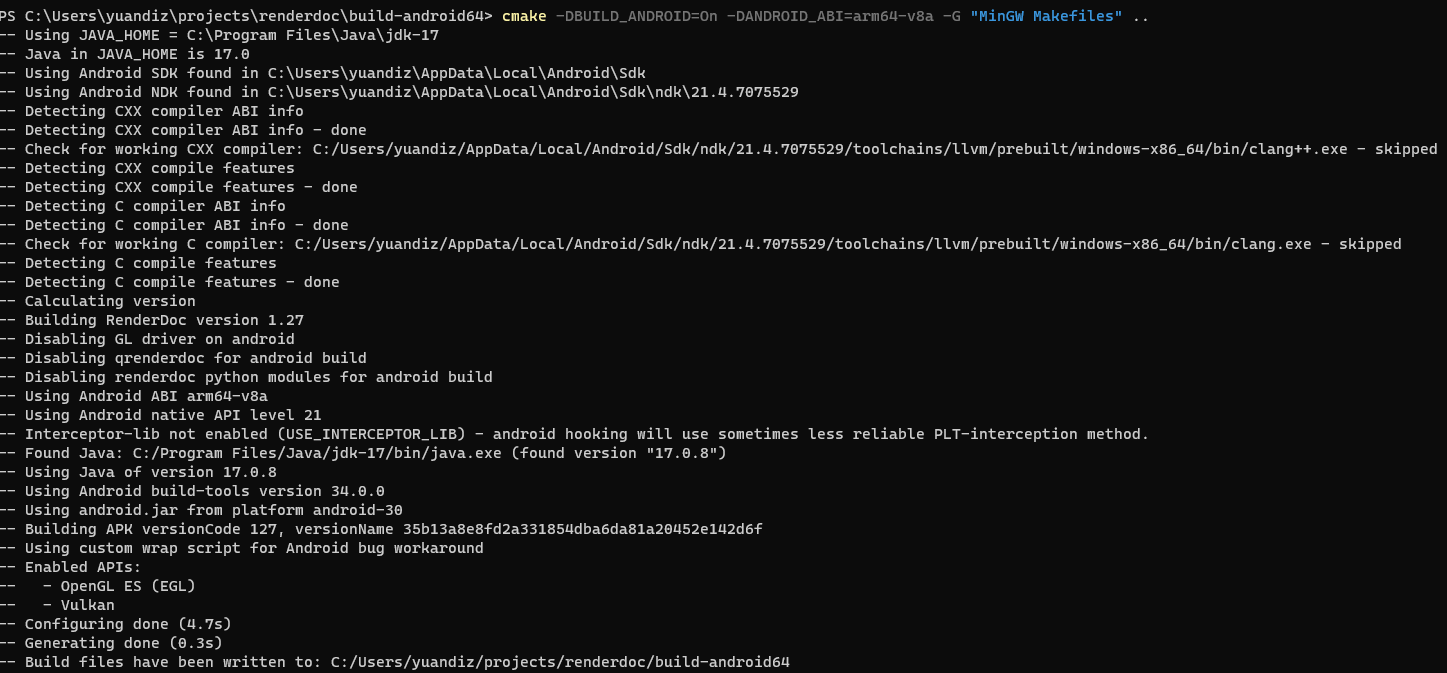 PS C:\Users\yuandiz\projects\renderdoc\build-android64> cmake -DBUILD_ANDROID=On -DANDROID_ABI=arm64-v8a -G "MinGW Makefiles" ..
-- Using JAVA_HOME = C:\Program Files\Java\jdk-17
-- Java in JAVA_HOME is 17.0
-- Using Android SDK found in C:\Users\yuandiz\AppData\Local\Android\Sdk
-- Using Android NDK found in C:\Users\yuandiz\AppData\Local\Android\Sdk\ndk\21.4.7075529
-- Detecting CXX compiler ABI info
-- Detecting CXX compiler ABI info - done
-- Check for working CXX compiler: C:/Users/yuandiz/AppData/Local/Android/Sdk/ndk/21.4.7075529/toolchains/llvm/prebuilt/windows-x86_64/bin/clang++.exe - skipped
-- Detecting CXX compile features
-- Detecting CXX compile features - done
-- Detecting C compiler ABI info
-- Detecting C compiler ABI info - done
-- Check for working C compiler: C:/Users/yuandiz/AppData/Local/Android/Sdk/ndk/21.4.7075529/toolchains/llvm/prebuilt/windows-x86_64/bin/clang.exe - skipped
-- Detecting C compile features
-- Detecting C compile features - done
-- Calculating version
-- Building RenderDoc version 1.27
-- Disabling GL driver on android
-- Disabling qrenderdoc for android build
-- Disabling renderdoc python modules for android build
-- Using Android ABI arm64-v8a
-- Using Android native API level 21
-- Interceptor-lib not enabled (USE_INTERCEPTOR_LIB) - android hooking will use sometimes less reliable PLT-interception method.
-- Found Java: C:/Program Files/Java/jdk-17/bin/java.exe (found version "17.0.8")
-- Using Java of version 17.0.8
-- Using Android build-tools version 34.0.0
-- Using android.jar from platform android-30
-- Building APK versionCode 127, versionName 35b13a8e8fd2a331854dba6da81a20452e142d6f
-- Using custom wrap script for Android bug workaround
-- Enabled APIs:
--   - OpenGL ES (EGL)
--   - Vulkan
-- Configuring done (4.7s)
-- Generating done (0.3s)
-- Build files have been written to: C:/Users/yuandiz/projects/renderdoc/build-android64